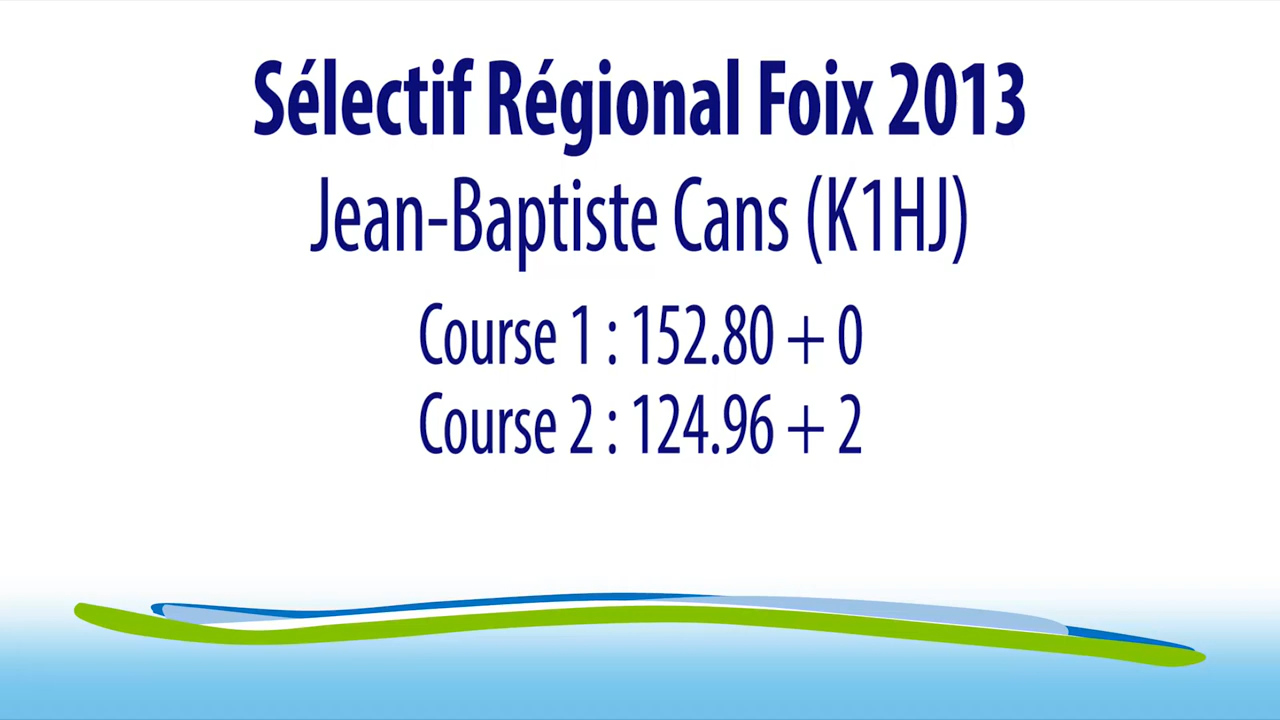 Sélectif Régional Foix 2013
Jean-Baptiste Cans (K1HJ)
Course 1 : 152.80 + 0
Course 2 : 124.96 + 2